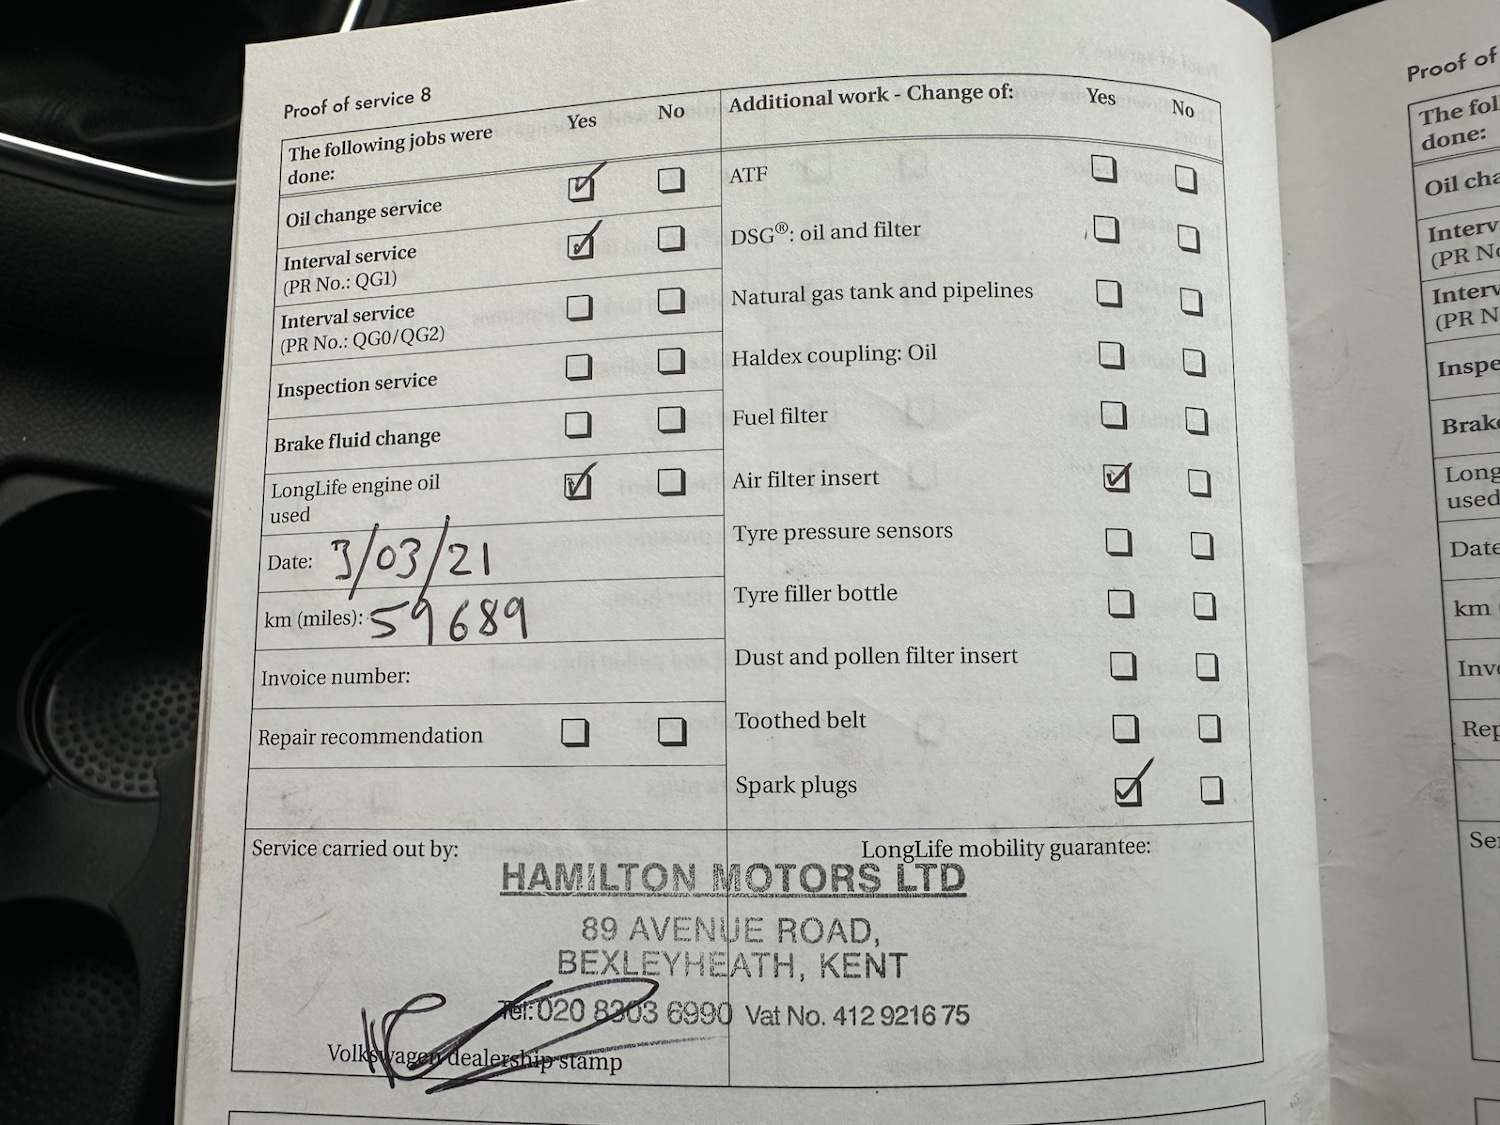 Proof of service 8
The following jobs were
done:
Yes No
Oil change service
Interval service
(PR No.: QG1)
Interval service
(PR No.: QG0/QG2)
Inspection service
Brake fluid change
LongLife engine oil
used
Date: 3/03/21
km (miles): 59689
Invoice number:
Repair recommendation
Additional work - Change of: Yes No
ATF
DSG®: oil and filter
Natural gas tank and pipelines
Haldex coupling: Oil
Fuel filter
Air filter insert
Tyre pressure sensors
Tyre filler bottle
Dust and pollen filter insert
Toothed belt
Spark plugs
Service carried out by:
LongLife mobility guarantee:
HAMILTON MOTORS LTD
89 AVENUE ROAD,
BEXLEYHEATH, KENT
Tel: 020 8303 6990 Vat No. 412 9216 75
Volkswagen dealership stamp
Proof of
The fol
done:
Oil cha
Interv
(PR No
Interv
(PR N
Inspe
Brake
Long
used
Date
km
Invo
Rep
Ser